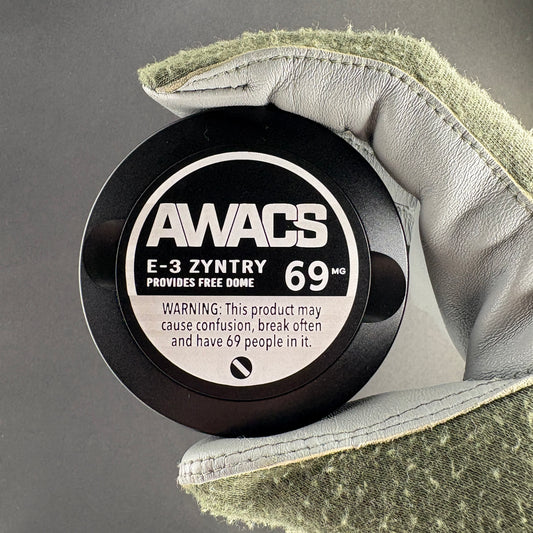 AWACS
E-3 ZYNTRY 69 MG
PROVIDES FREE DOME
WARNING: This product may
cause confusion, break often
and have 69 people in it.